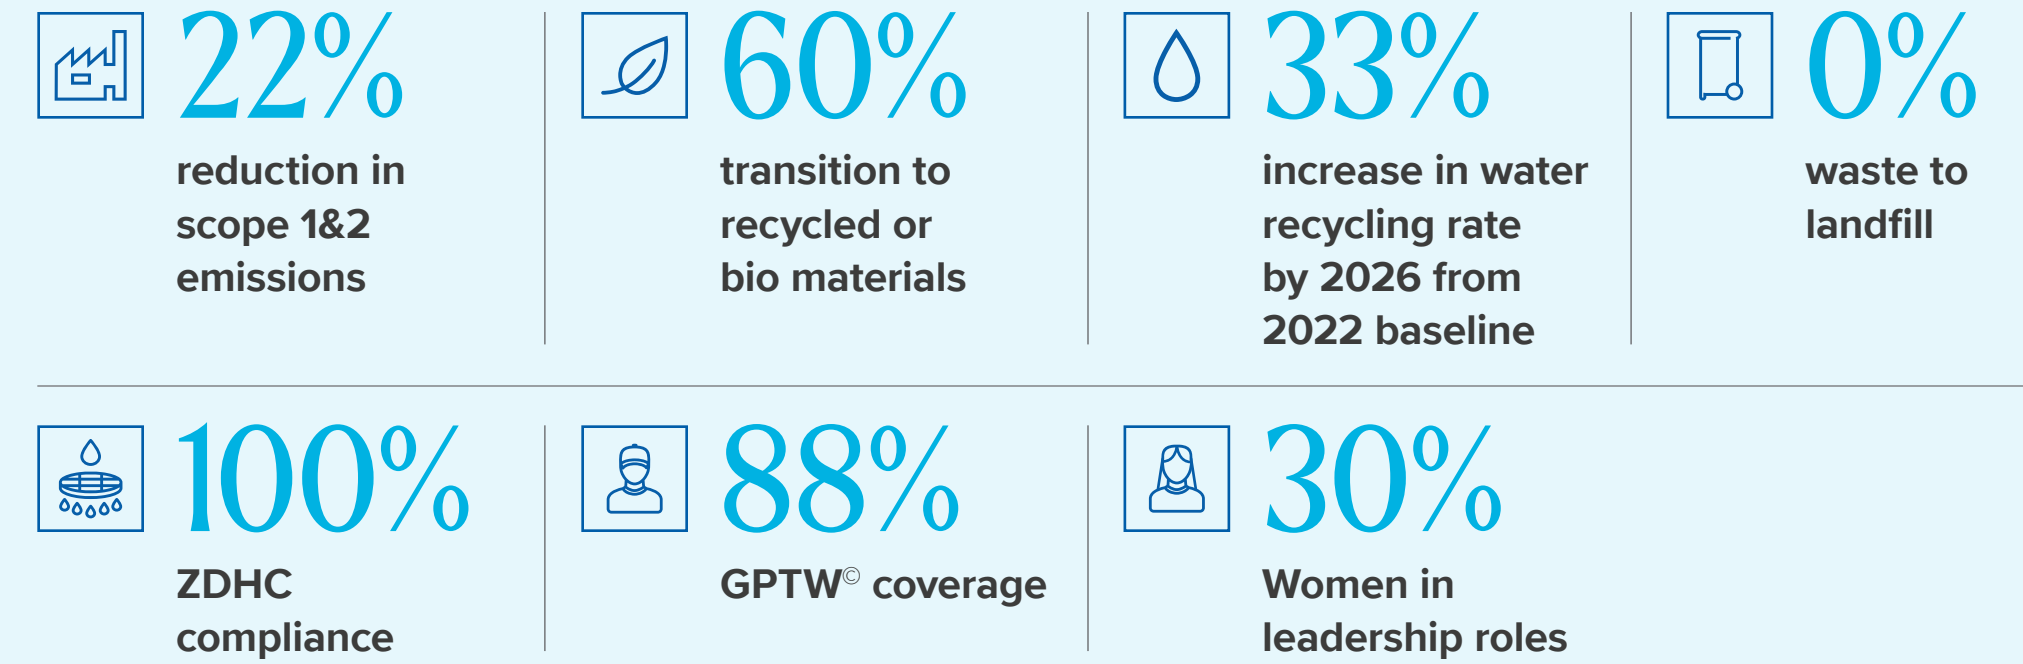 22%
reduction in
scope 1&2
emissions
60%
transition to
recycled or
bio materials
33%
increase in water
recycling rate
by 2026 from
2022 baseline
0%
waste to
landfill
100%
ZDHC
compliance
88%
GPTW© coverage
30%
Women in
leadership roles